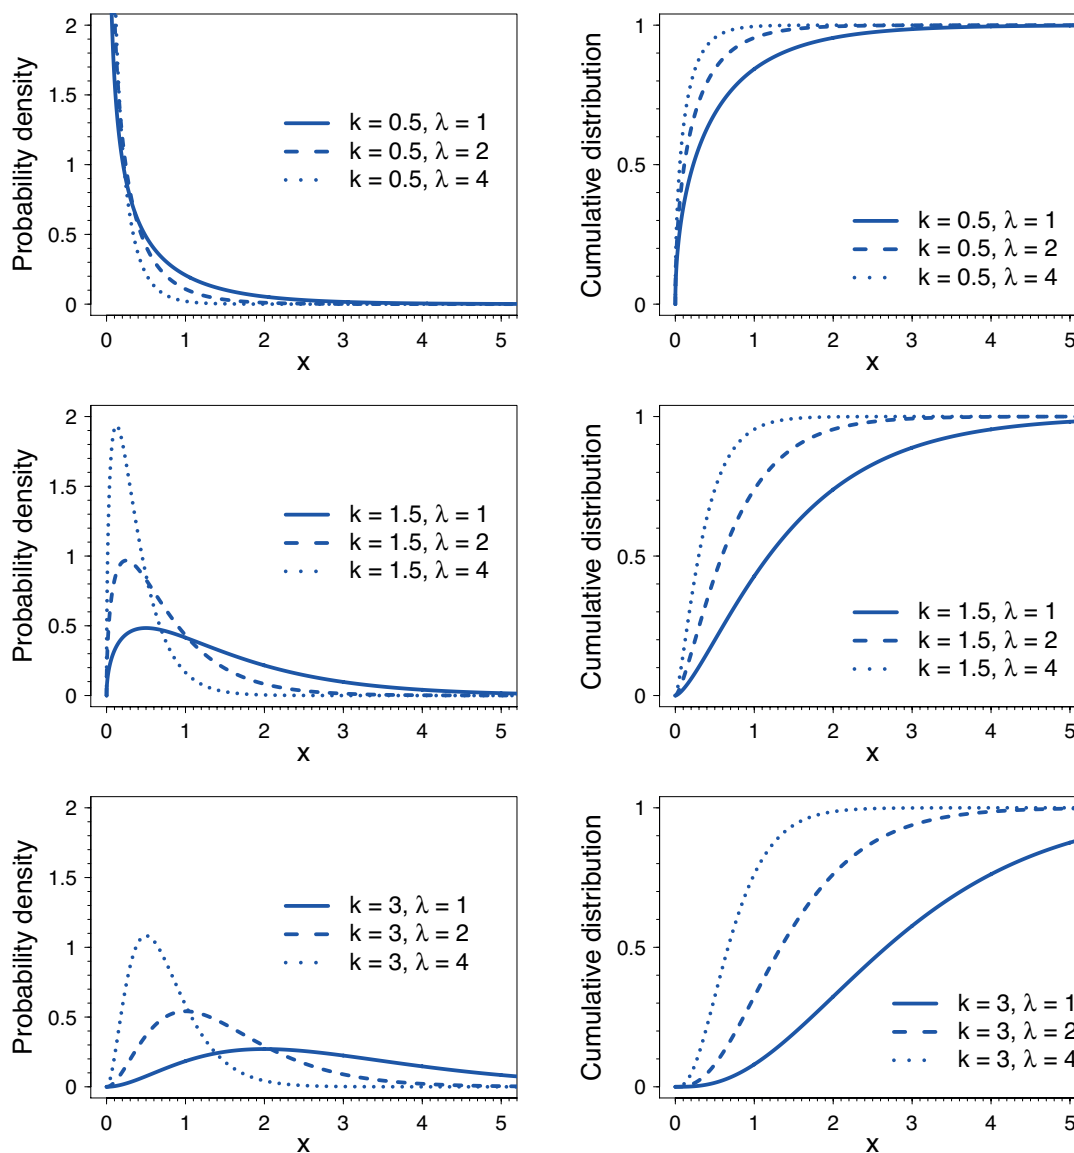 Probability density
2
1.5
1
0.5
0
k = 0.5, λ = 1
k = 0.5, λ = 2
k = 0.5, λ = 4
0 1 2 3 4 5
x
Cumulative distribution
1
0.5
0
k = 0.5, λ = 1
k = 0.5, λ = 2
k = 0.5, λ = 4
0 1 2 3 4 5
x
Probability density
2
1.5
1
0.5
0
k = 1.5, λ = 1
k = 1.5, λ = 2
k = 1.5, λ = 4
0 1 2 3 4 5
x
Cumulative distribution
1
0.5
0
k = 1.5, λ = 1
k = 1.5, λ = 2
k = 1.5, λ = 4
0 1 2 3 4 5
x
Probability density
2
1.5
1
0.5
0
k = 3, λ = 1
k = 3, λ = 2
k = 3, λ = 4
0 1 2 3 4 5
x
Cumulative distribution
1
0.5
0
k = 3, λ = 1
k = 3, λ = 2
k = 3, λ = 4
0 1 2 3 4 5
x